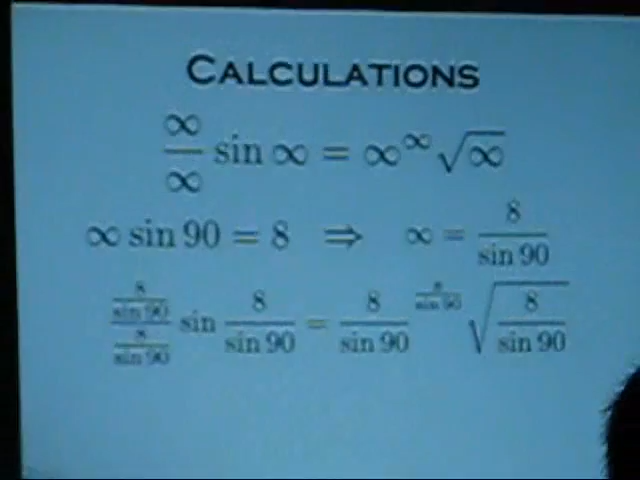 CALCULATIONS
∞/∞ sin ∞ = ∞^∞ √∞
∞ sin 90 = 8 ⇒ ∞ = 8/sin 90
(8/sin 90)/(8/sin 90) sin 8/sin 90 = 8/sin 90^(8/sin 90) √(8/sin 90)